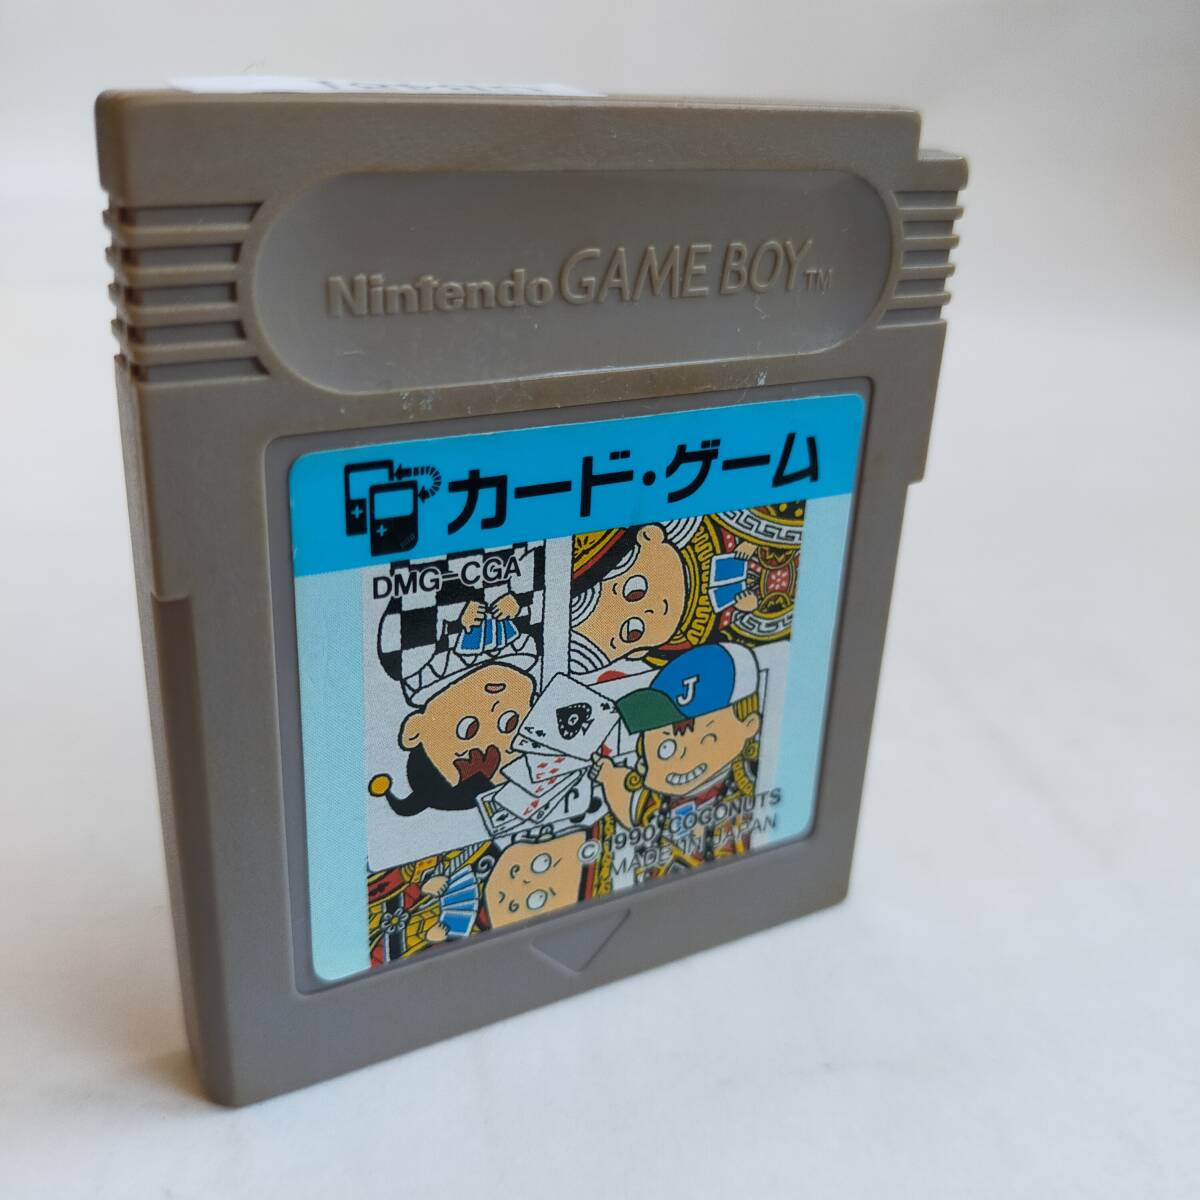 Nintendo GAME BOY™
カード・ゲーム
DMG-CGA
J
©1990 COCONUTS
MADE IN JAPAN